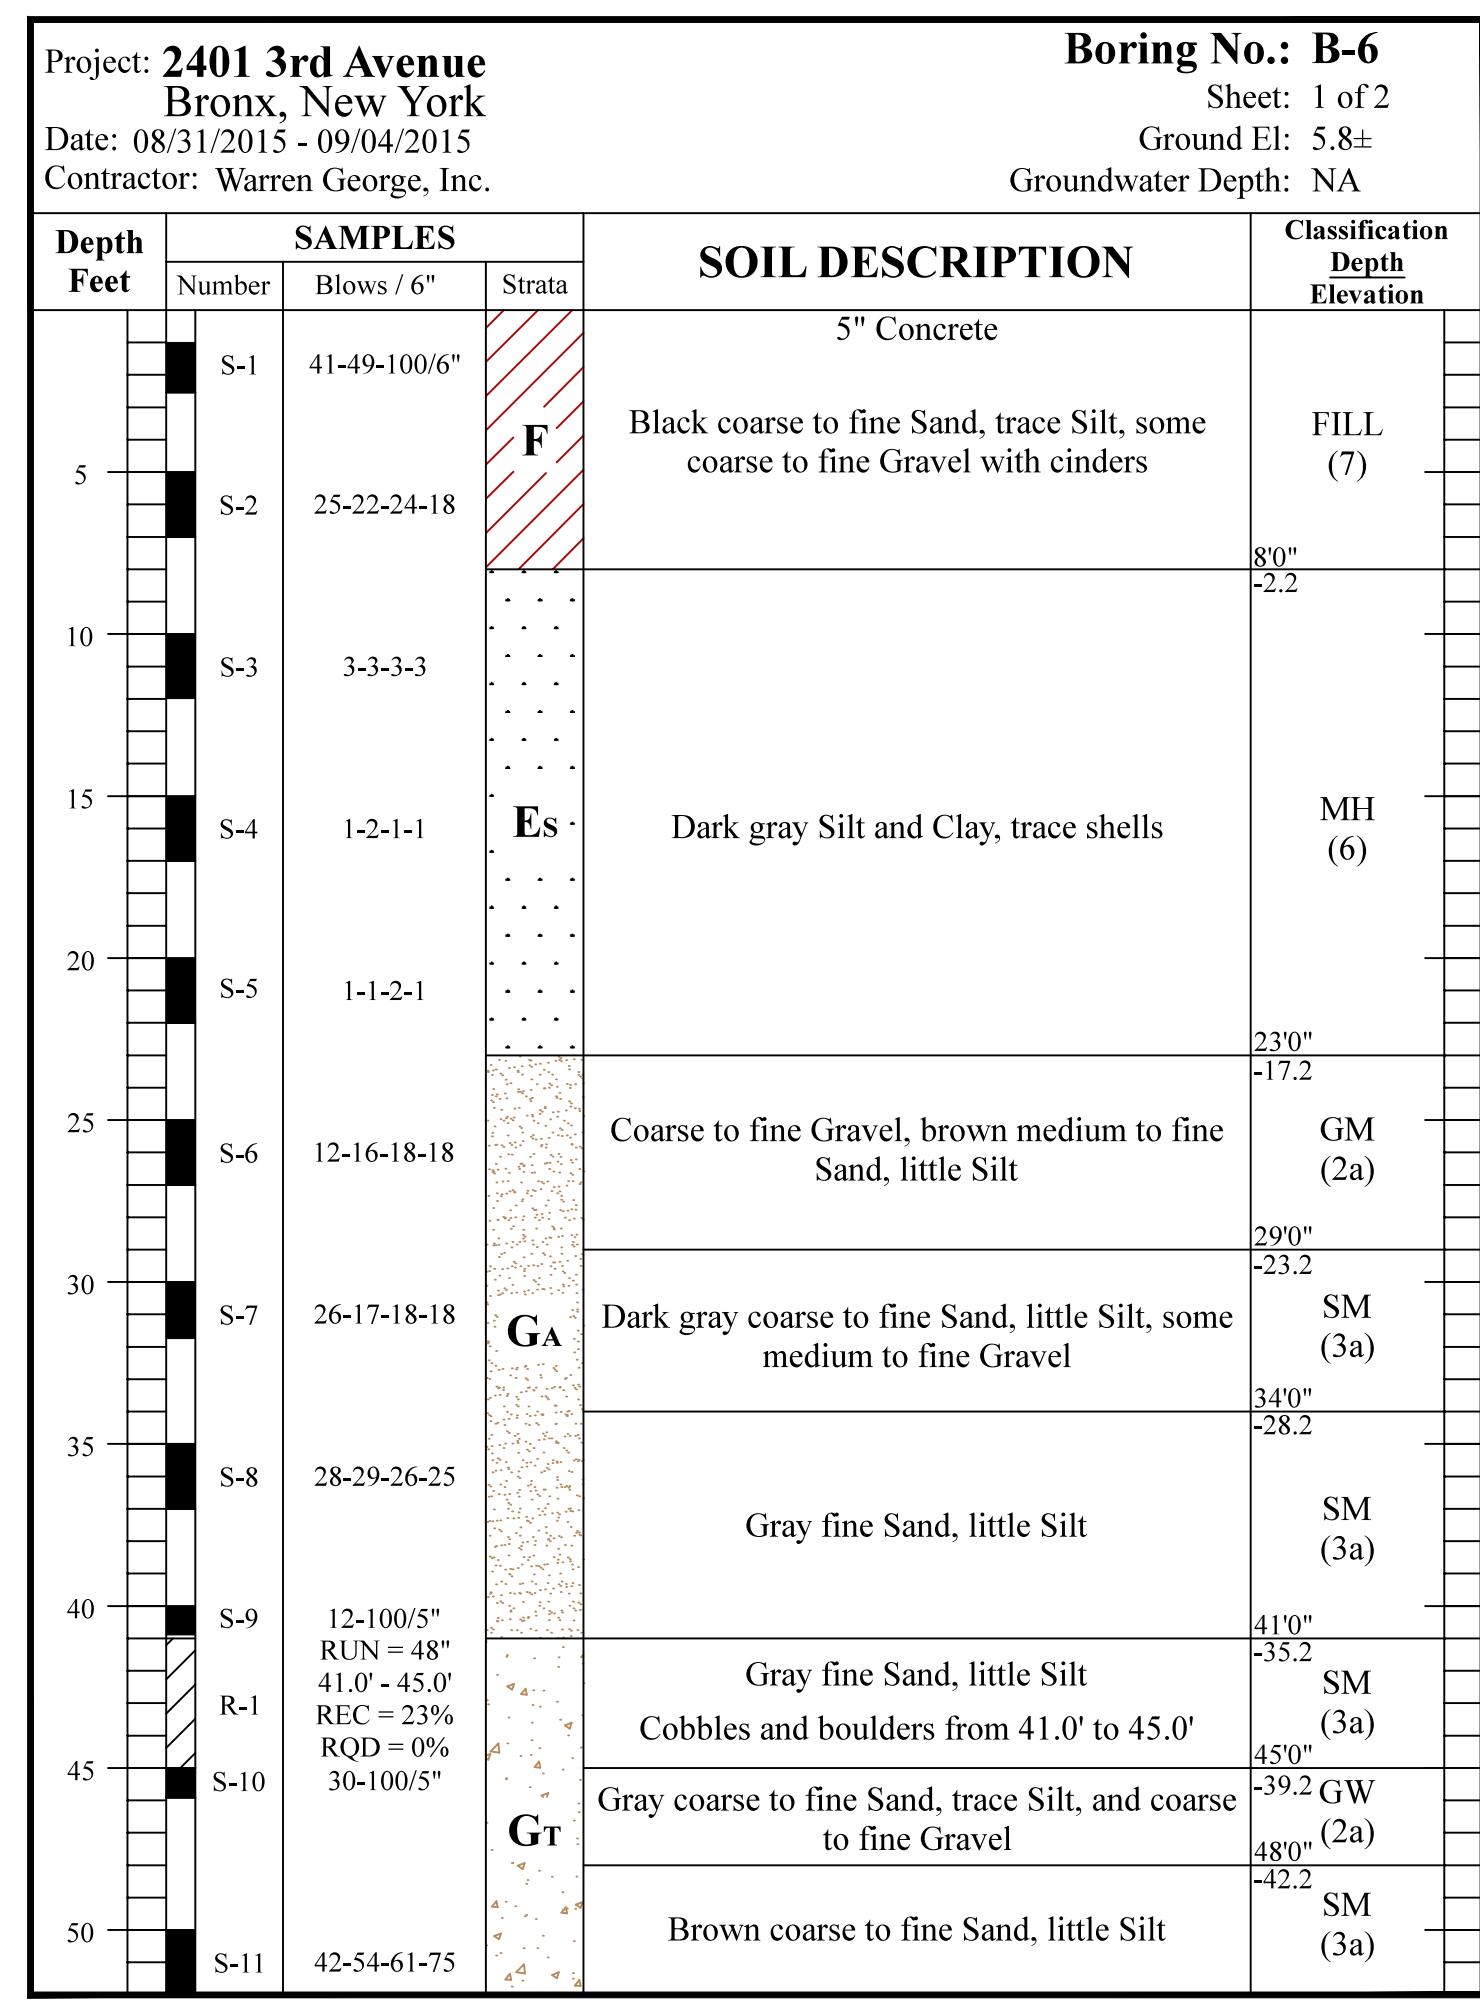 Project: 2401 3rd Avenue
Bronx, New York
Date: 08/31/2015 - 09/04/2015
Contractor: Warren George, Inc.
Boring No.: B-6
Sheet: 1 of 2
Ground El: 5.8±
Groundwater Depth: NA
Depth
Feet
SAMPLES
Number
Blows / 6"
Strata
SOIL DESCRIPTION
Classification
Depth
Elevation
5" Concrete
S-1 41-49-100/6"
F
Black coarse to fine Sand, trace Silt, some
coarse to fine Gravel with cinders
FILL
(7)
5
S-2 25-22-24-18
8'0"
-2.2
10
S-3 3-3-3-3
15
S-4 1-2-1-1
Es
Dark gray Silt and Clay, trace shells
MH
(6)
20
S-5 1-1-2-1
23'0"
-17.2
25
S-6 12-16-18-18
Coarse to fine Gravel, brown medium to fine
Sand, little Silt
GM
(2a)
29'0"
-23.2
30
S-7 26-17-18-18
GA
Dark gray coarse to fine Sand, little Silt, some
medium to fine Gravel
SM
(3a)
34'0"
-28.2
35
S-8 28-29-26-25
Gray fine Sand, little Silt
SM
(3a)
40
S-9 12-100/5"
41'0"
-35.2
R-1
RUN = 48"
41.0' - 45.0'
REC = 23%
RQD = 0%
Gray fine Sand, little Silt
Cobbles and boulders from 41.0' to 45.0'
SM
(3a)
45'0"
-39.2
45
S-10 30-100/5"
GT
Gray coarse to fine Sand, trace Silt, and coarse
to fine Gravel
GW
(2a)
48'0"
-42.2
50
S-11 42-54-61-75
Brown coarse to fine Sand, little Silt
SM
(3a)